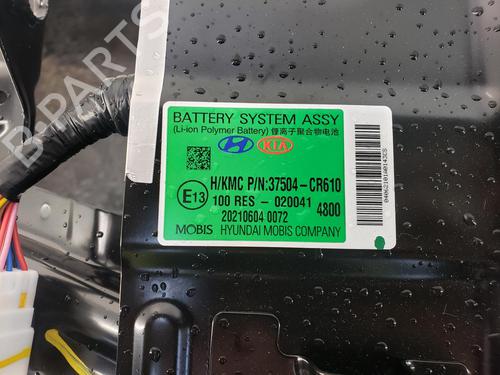 B PARTS
BATTERY SYSTEM ASSY
(Li-ion Polymer Battery) 锂离子聚合物电池
KIA
H/KMC P/N:37504-CR610
E13
100 RES - 020041
4800
20210604 0072
MOBIS HYUNDAI MOBIS COMPANY